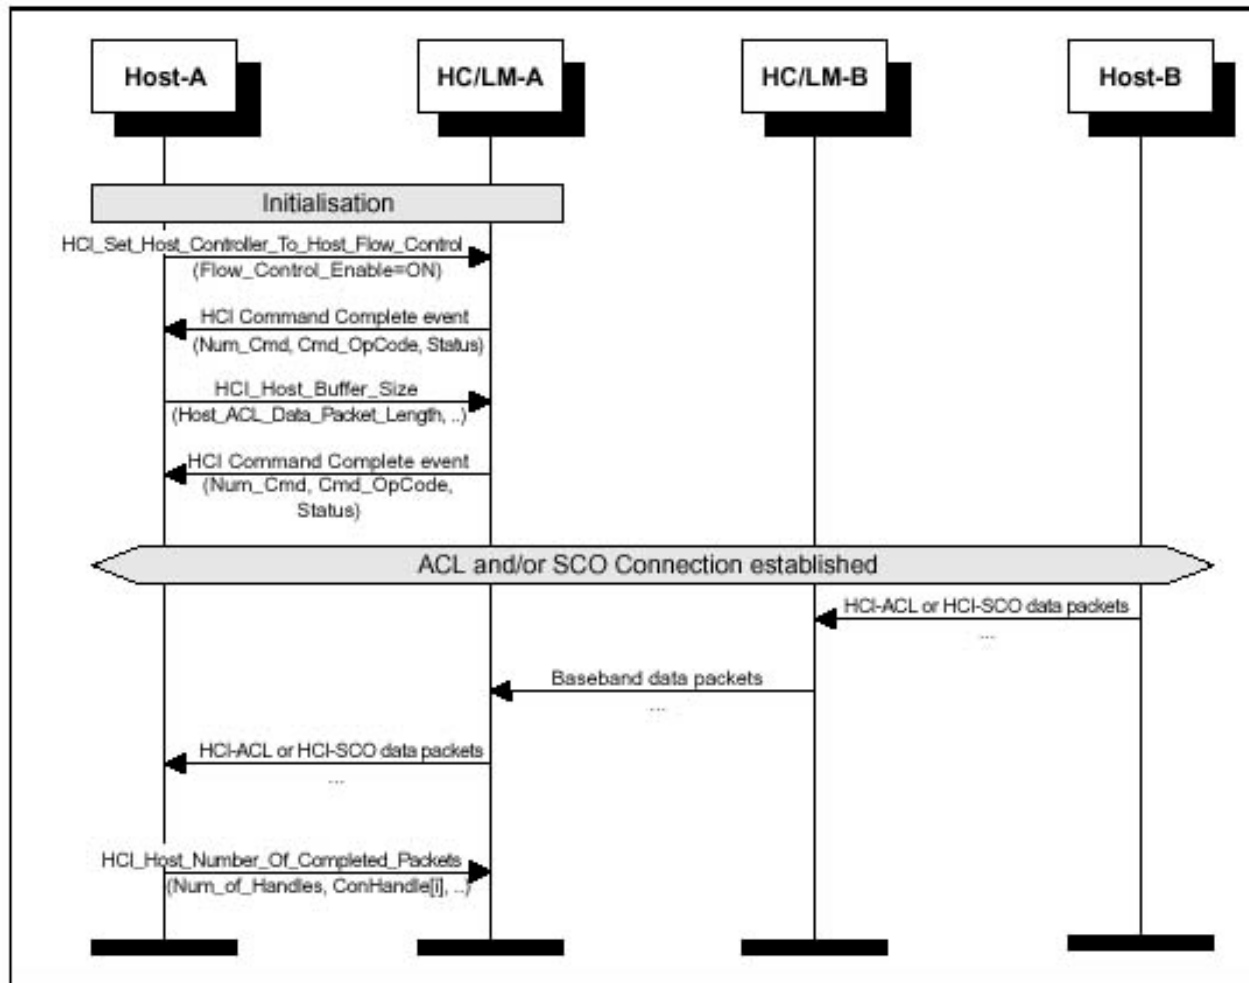 Host-A
HC/LM-A
HC/LM-B
Host-B
Initialisation
HCI_Set_Host_Controller_To_Host_Flow_Control
(Flow_Control_Enable=ON)
HCI Command Complete event
(Num_Cmd, Cmd_OpCode, Status)
HCI_Host_Buffer_Size
(Host_ACL_Data_Packet_Length, ..)
HCI Command Complete event
(Num_Cmd, Cmd_OpCode,
Status)
ACL and/or SCO Connection established
HCI-ACL or HCI-SCO data packets
...
Baseband data packets
...
HCI-ACL or HCI-SCO data packets
...
HCI_Host_Number_Of_Completed_Packets
(Num_of_Handles, ConHandle[i], ..)